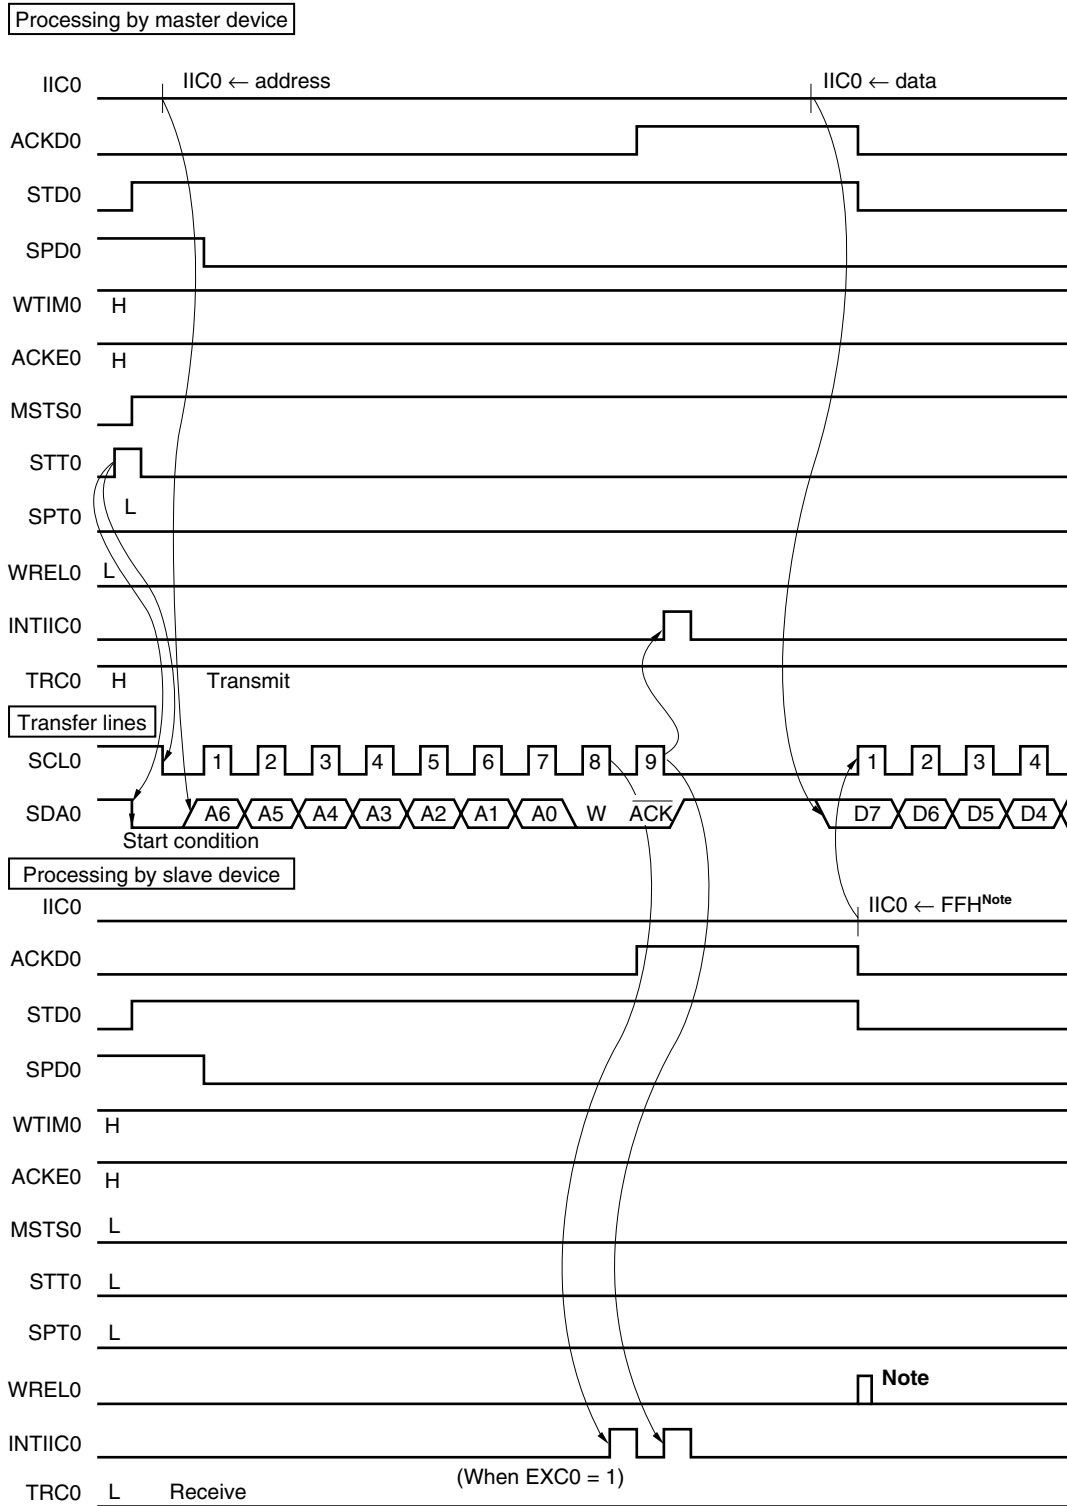 Processing by master device
IIC0 IIC0 ← address IIC0 ← data
ACKD0
STD0
SPD0
WTIM0 H
ACKE0 H
MSTS0
STT0
SPT0 L
WREL0 L
INTIIC0
TRC0 H Transmit
Transfer lines
SCL0 1 2 3 4 5 6 7 8 9 1 2 3 4
SDA0 A6 A5 A4 A3 A2 A1 A0 W ACK D7 D6 D5 D4
Start condition
Processing by slave device
IIC0 IIC0 ← FFH Note
ACKD0
STD0
SPD0
WTIM0 H
ACKE0 H
MSTS0 L
STT0 L
SPT0 L
WREL0 Note
INTIIC0
(When EXC0 = 1)
TRC0 L Receive